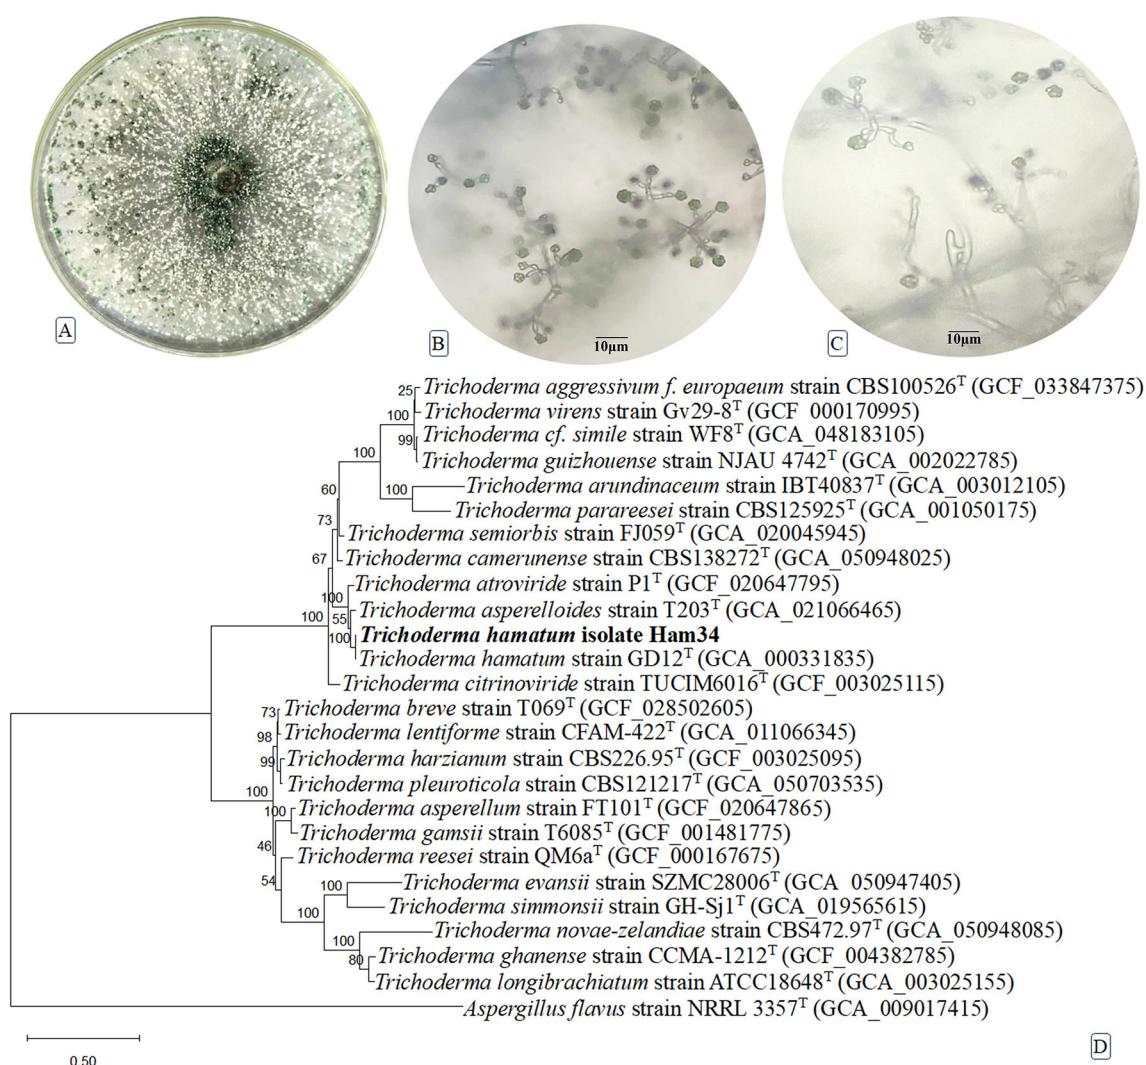 A
B
10μm
C
10μm
25
Trichoderma aggressivum f. europaeum strain CBS100526ᵀ (GCF_033847375)
100
Trichoderma virens strain Gv29-8ᵀ (GCF_000170995)
99
Trichoderma cf. simile strain WF8ᵀ (GCA_048183105)
100
Trichoderma guizhouense strain NJAU 4742ᵀ (GCA_002022785)
60
100
Trichoderma arundinaceum strain IBT40837ᵀ (GCA_003012105)
Trichoderma parareesei strain CBS125925ᵀ (GCA_001050175)
73
Trichoderma semiorbis strain FJ059ᵀ (GCA_020045945)
67
Trichoderma camerunense strain CBS138272ᵀ (GCA_050948025)
Trichoderma atroviride strain P1ᵀ (GCF_020647795)
100
Trichoderma asperelloides strain T203ᵀ (GCA_021066465)
100
55
100
Trichoderma hamatum isolate Ham34
Trichoderma hamatum strain GD12ᵀ (GCA_000331835)
Trichoderma citrinoviride strain TUCIM6016ᵀ (GCF_003025115)
73
Trichoderma breve strain T069ᵀ (GCF_028502605)
98
Trichoderma lentiforme strain CFAM-422ᵀ (GCA_011066345)
99
Trichoderma harzianum strain CBS226.95ᵀ (GCF_003025095)
Trichoderma pleuroticola strain CBS121217ᵀ (GCA_050703535)
100
100
Trichoderma asperellum strain FT101ᵀ (GCF_020647865)
Trichoderma gamsii strain T6085ᵀ (GCF_001481775)
46
Trichoderma reesei strain QM6aᵀ (GCF_000167675)
54
100
Trichoderma evansii strain SZMC28006ᵀ (GCA_050947405)
Trichoderma simmonsii strain GH-Sj1ᵀ (GCA_019565615)
100
Trichoderma novae-zelandiae strain CBS472.97ᵀ (GCA_050948085)
100
80
Trichoderma ghanense strain CCMA-1212ᵀ (GCF_004382785)
Trichoderma longibrachiatum strain ATCC18648ᵀ (GCA_003025155)
Aspergillus flavus strain NRRL 3357ᵀ (GCA_009017415)
0.50
D